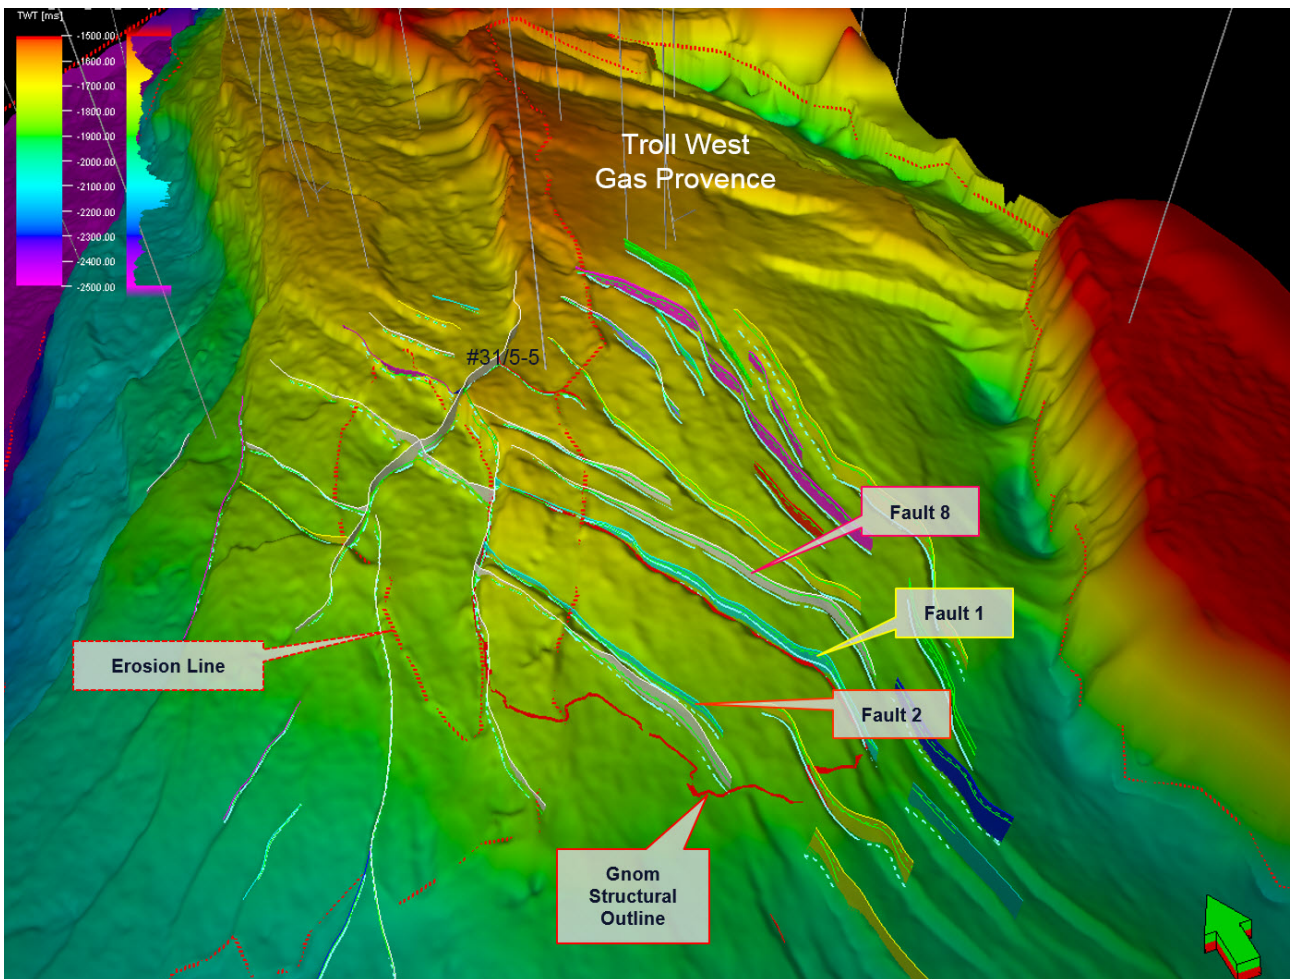 TWT [ms]
-1500.00
-1600.00
-1700.00
-1800.00
-1900.00
-2000.00
-2100.00
-2200.00
-2300.00
-2400.00
-2500.00
Troll West
Gas Provence
#31/5-5
Fault 8
Fault 1
Erosion Line
Fault 2
Gnom
Structural
Outline